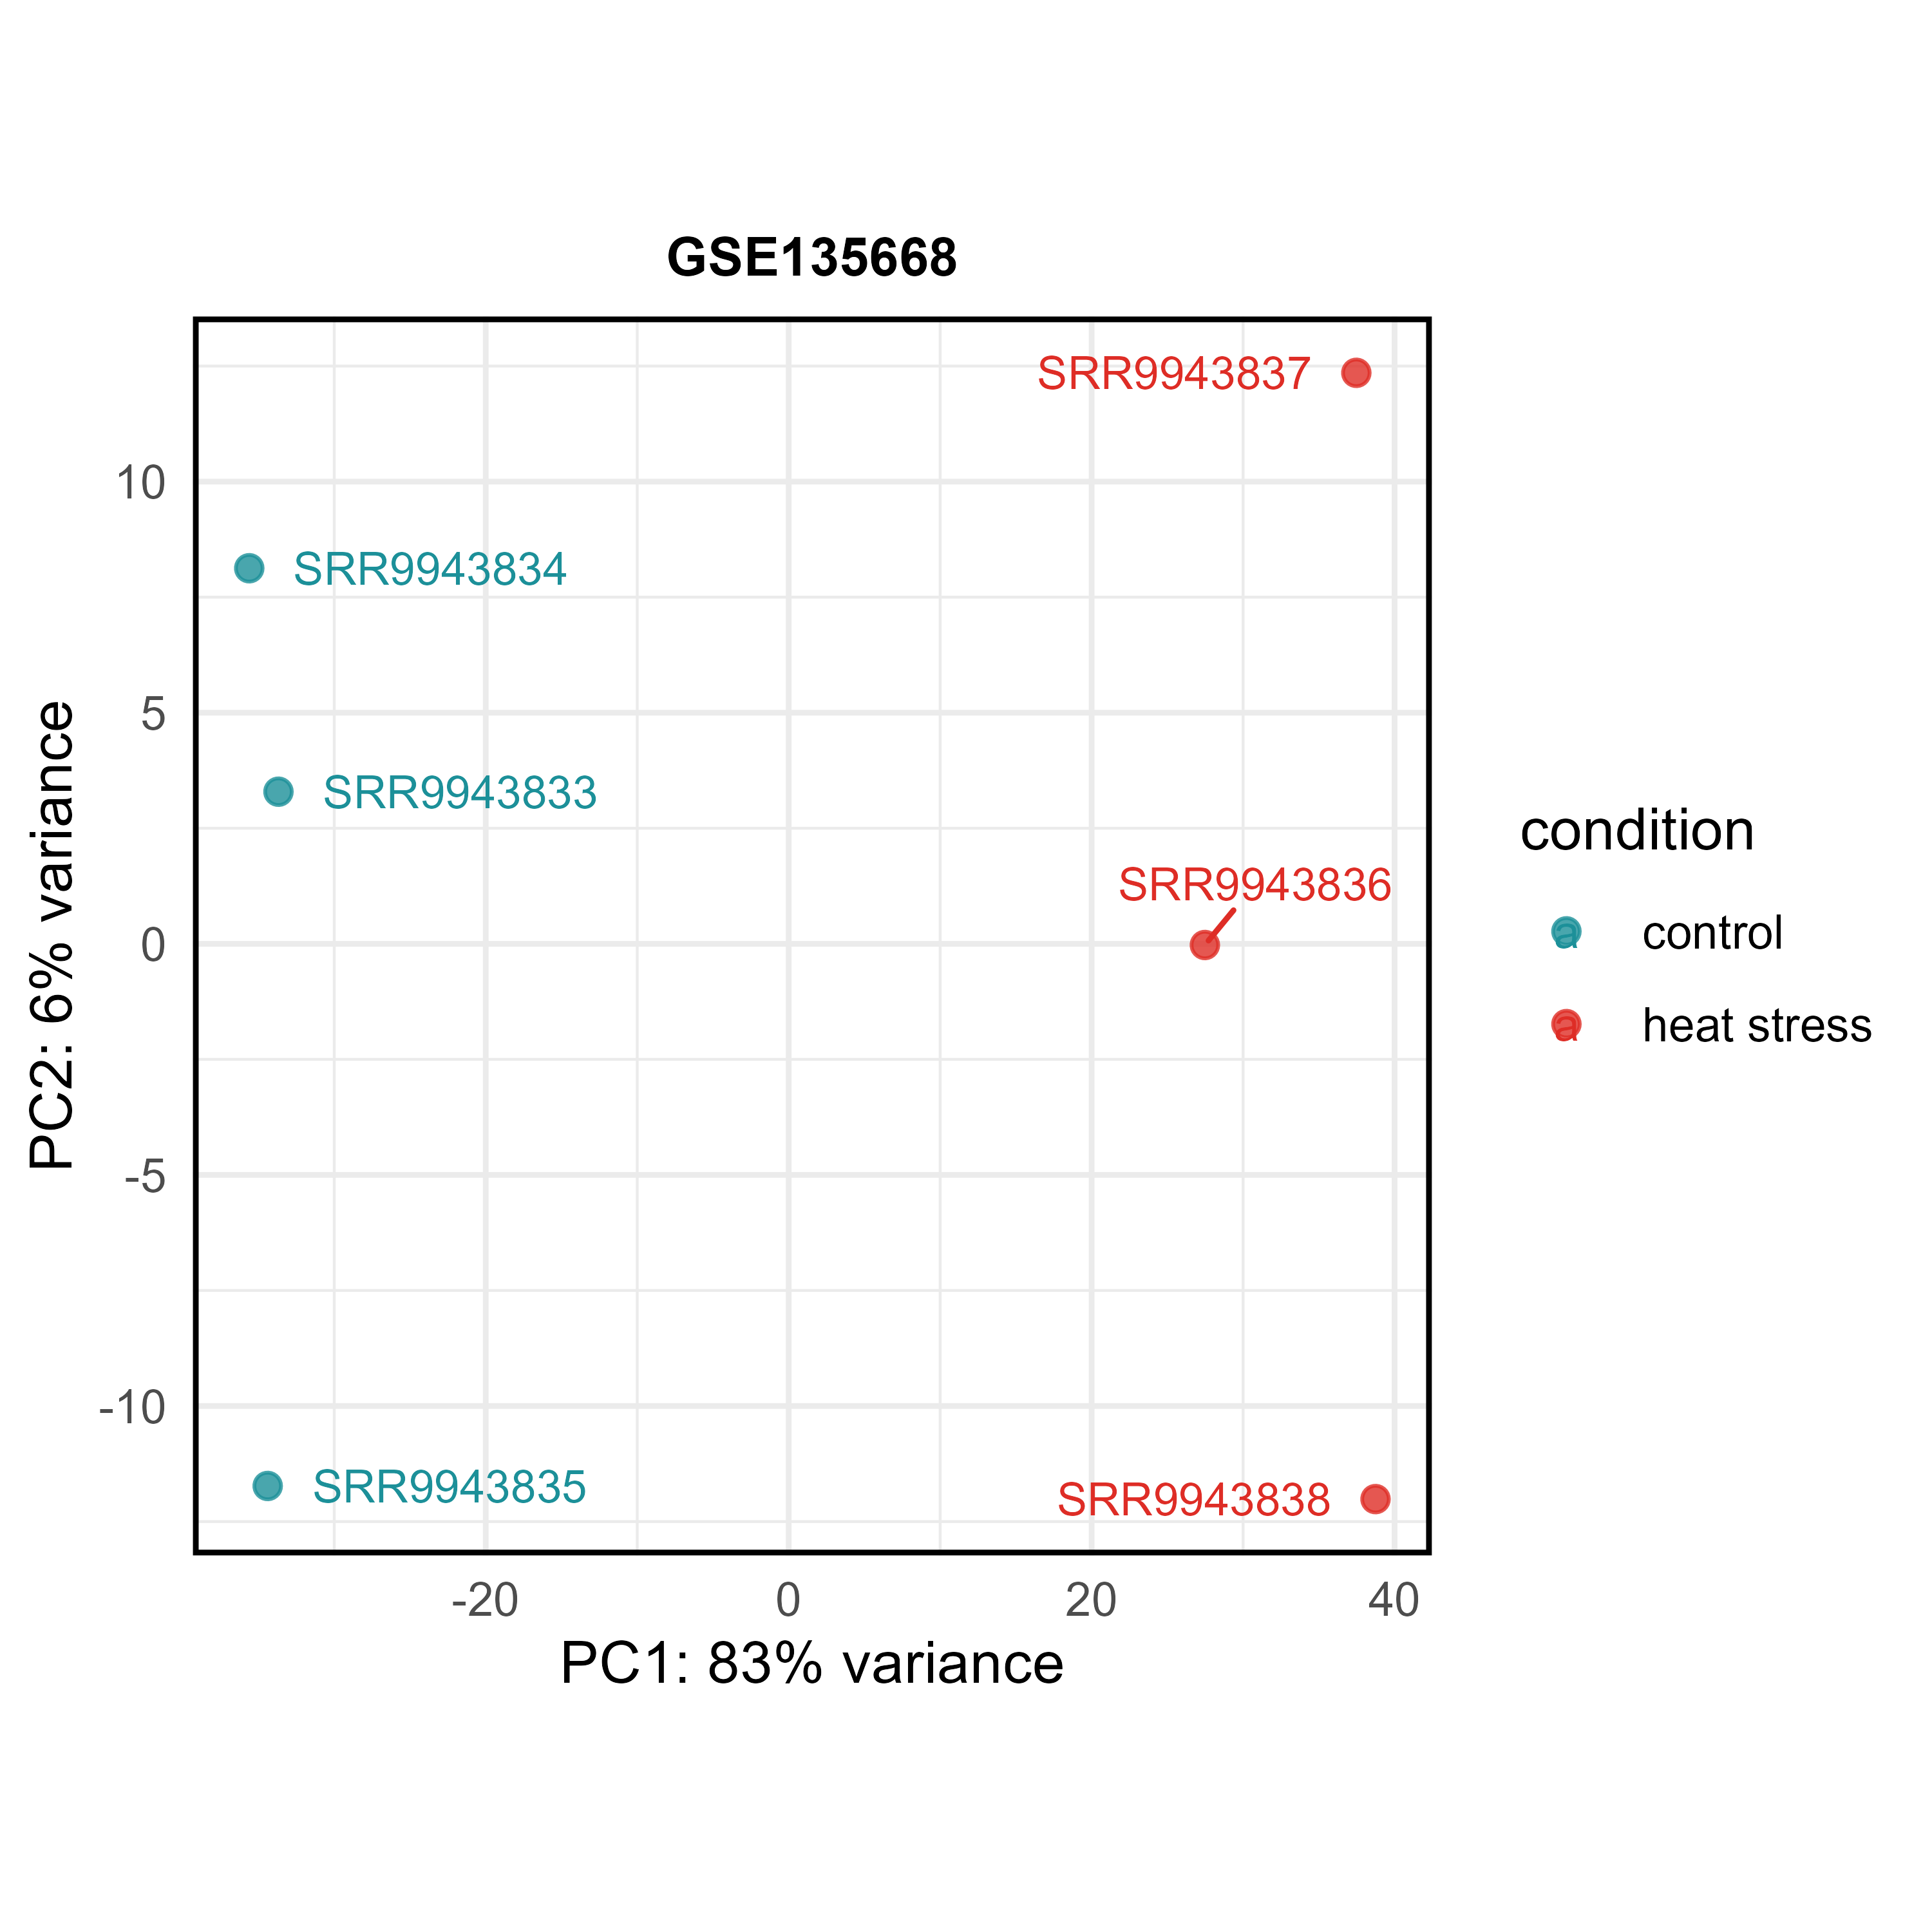 GSE135668
SRR9943837
10
SRR9943834
5
SRR9943833
SRR9943836
0
-5
-10
SRR9943835
SRR9943838
-20 0 20 40
PC1: 83% variance
PC2: 6% variance
condition
a control
a heat stress